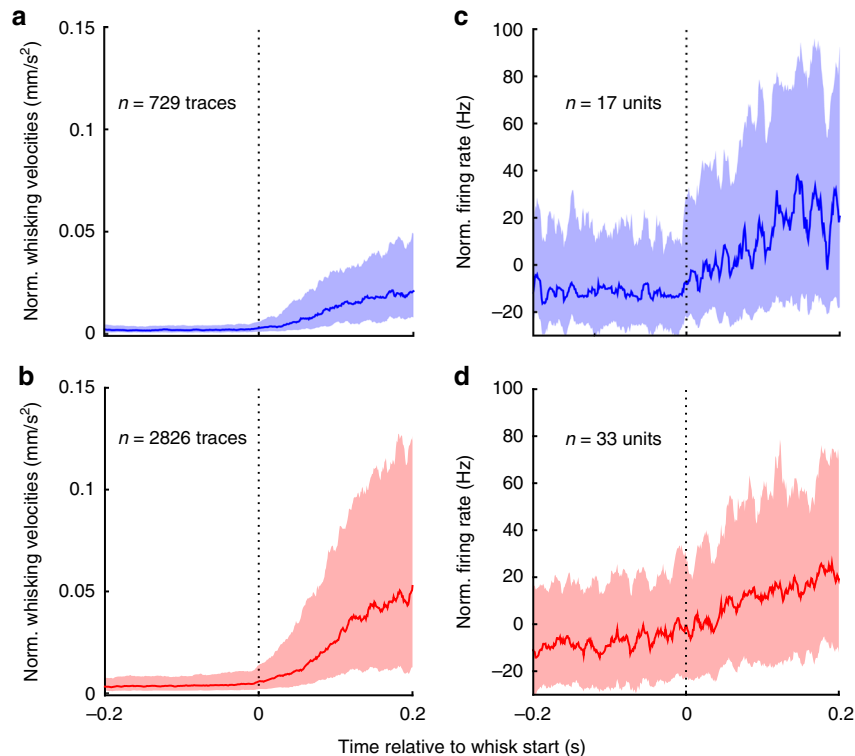 a
Norm. whisking velocities (mm/s²)
0.15
0.1
0.05
0
n = 729 traces
c
Norm. firing rate (Hz)
100
80
60
40
20
0
−20
n = 17 units
b
Norm. whisking velocities (mm/s²)
0.15
0.1
0.05
0
n = 2826 traces
−0.2
0
0.2
d
Norm. firing rate (Hz)
100
80
60
40
20
0
−20
n = 33 units
−0.2
0
0.2
Time relative to whisk start (s)